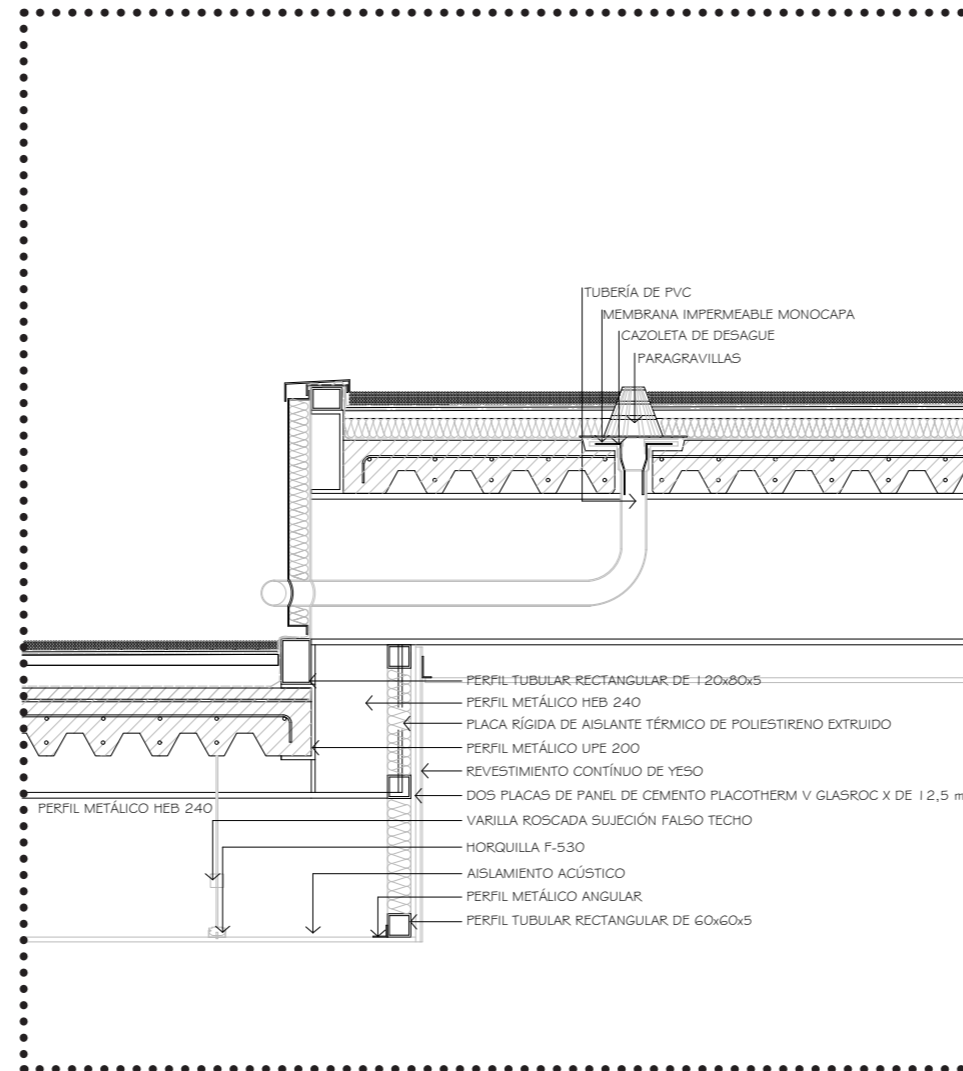 TUBERÍA DE PVC
MEMBRANA IMPERMEABLE MONOCAPA
CAZOLETA DE DESAGUE
PARAGRAVILLAS
PERFIL TUBULAR RECTANGULAR DE 120x80x5
PERFIL METÁLICO HEB 240
PLACA RÍGIDA DE AISLANTE TÉRMICO DE POLIESTIRENO EXTRUIDO
PERFIL METÁLICO UPE 200
REVESTIMIENTO CONTÍNUO DE YESO
DOS PLACAS DE PANEL DE CEMENTO PLACOTHERM V GLASROC X DE 12,5 m
PERFIL METÁLICO HEB 240
VARILLA ROSCADA SUJECIÓN FALSO TECHO
HORQUILLA F-530
AISLAMIENTO ACÚSTICO
PERFIL METÁLICO ANGULAR
PERFIL TUBULAR RECTANGULAR DE 60x60x5